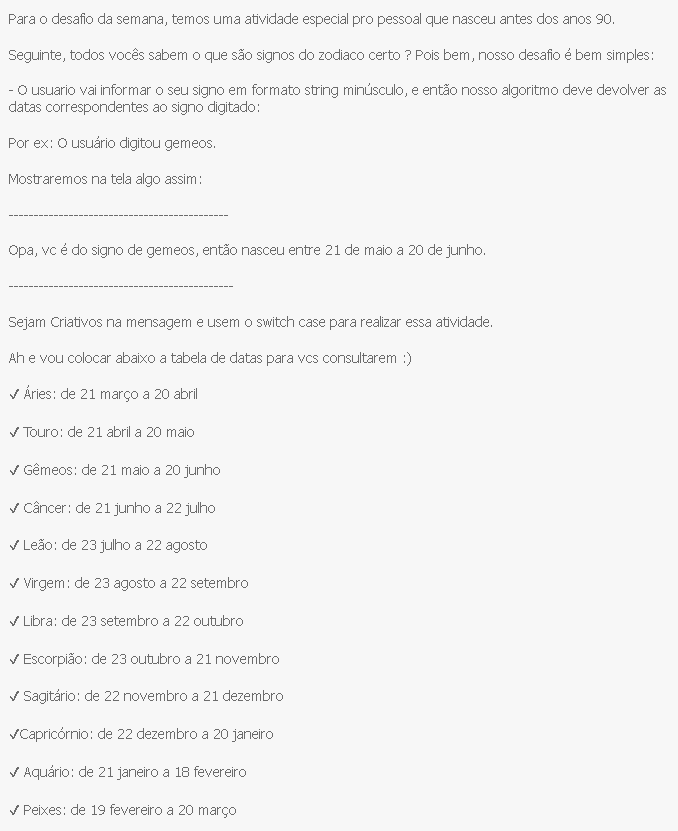 Para o desafio da semana, temos uma atividade especial pro pessoal que nasceu antes dos anos 90.
Seguinte, todos vocês sabem o que são signos do zodiaco certo ? Pois bem, nosso desafio é bem simples:
- O usuario vai informar o seu signo em formato string minúsculo, e então nosso algoritmo deve devolver as
datas correspondentes ao signo digitado:
Por ex: O usuário digitou gemeos.
Mostraremos na tela algo assim:
--------------------------------------------
Opa, vc é do signo de gemeos, então nasceu entre 21 de maio a 20 de junho.
---------------------------------------------
Sejam Criativos na mensagem e usem o switch case para realizar essa atividade.
Ah e vou colocar abaixo a tabela de datas para vcs consultarem :)
✔ Áries: de 21 março a 20 abril
✔ Touro: de 21 abril a 20 maio
✔ Gêmeos: de 21 maio a 20 junho
✔ Câncer: de 21 junho a 22 julho
✔ Leão: de 23 julho a 22 agosto
✔ Virgem: de 23 agosto a 22 setembro
✔ Libra: de 23 setembro a 22 outubro
✔ Escorpião: de 23 outubro a 21 novembro
✔ Sagitário: de 22 novembro a 21 dezembro
✔Capricórnio: de 22 dezembro a 20 janeiro
✔ Aquário: de 21 janeiro a 18 fevereiro
✔ Peixes: de 19 fevereiro a 20 março